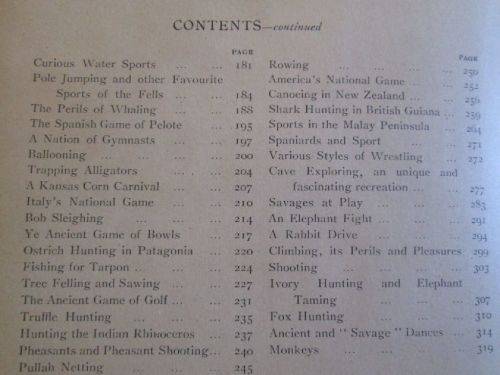 CONTENTS—continued
PAGE
Curious Water Sports ... ... 181
Pole Jumping and other Favourite
Sports of the Fells ... ... 184
The Perils of Whaling ... 188
The Spanish Game of Pelote ... 195
A Nation of Gymnasts ... 197
Ballooning ... ... ... 200
Trapping Alligators ... ... 204
A Kansas Corn Carnival ... 207
Italy's National Game ... 210
Bob Sleighing ... ... ... 214
Ye Ancient Game of Bowls 217
Ostrich Hunting in Patagonia ... 220
Fishing for Tarpon ... ... 224
Tree Felling and Sawing ... 227
The Ancient Game of Golf ... 231
Truffle Hunting ... ... 235
Hunting the Indian Rhinoceros ... 237
Pheasants and Pheasant Shooting... 240
Pullah Netting ... ... 245
PAGE
Rowing ... ... ... ... 250
America's National Game ... 252
Canoeing in New Zealand ... ... 256
Shark Hunting in British Guiana ... 259
Sports in the Malay Peninsula ... 264
Spaniards and Sport ... ... 271
Various Styles of Wrestling ... 272
Cave Exploring, an unique and
fascinating recreation ... ... 277
Savages at Play ... ... ... 283
An Elephant Fight ... ... 291
A Rabbit Drive ... ... ... 294
Climbing, its Perils and Pleasures 299
Shooting ... ... ... ... 303
Ivory Hunting and Elephant
Taming ... ... ... ... 307
Fox Hunting ... ... ... 310
Ancient and "Savage" Dances ... 314
Monkeys ... ... ... ... 319